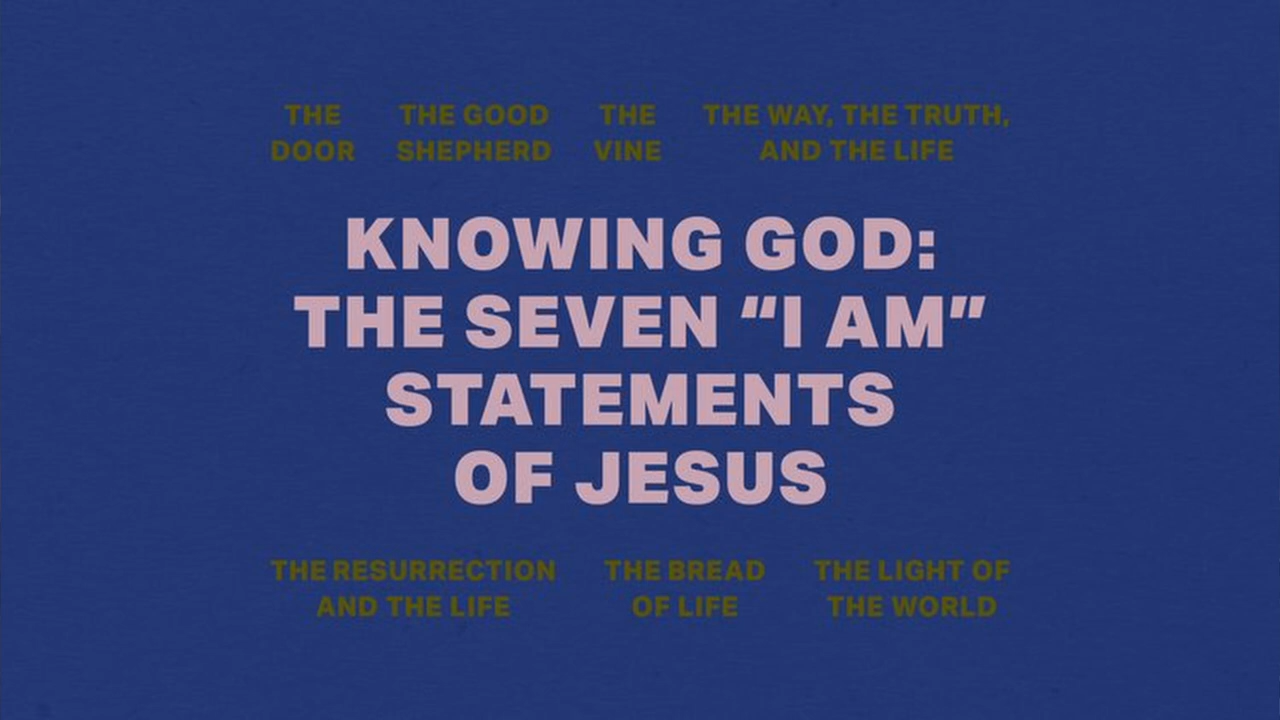 THE DOOR
THE GOOD SHEPHERD
THE VINE
THE WAY, THE TRUTH, AND THE LIFE
KNOWING GOD:
THE SEVEN “I AM”
STATEMENTS
OF JESUS
THE RESURRECTION AND THE LIFE
THE BREAD OF LIFE
THE LIGHT OF THE WORLD